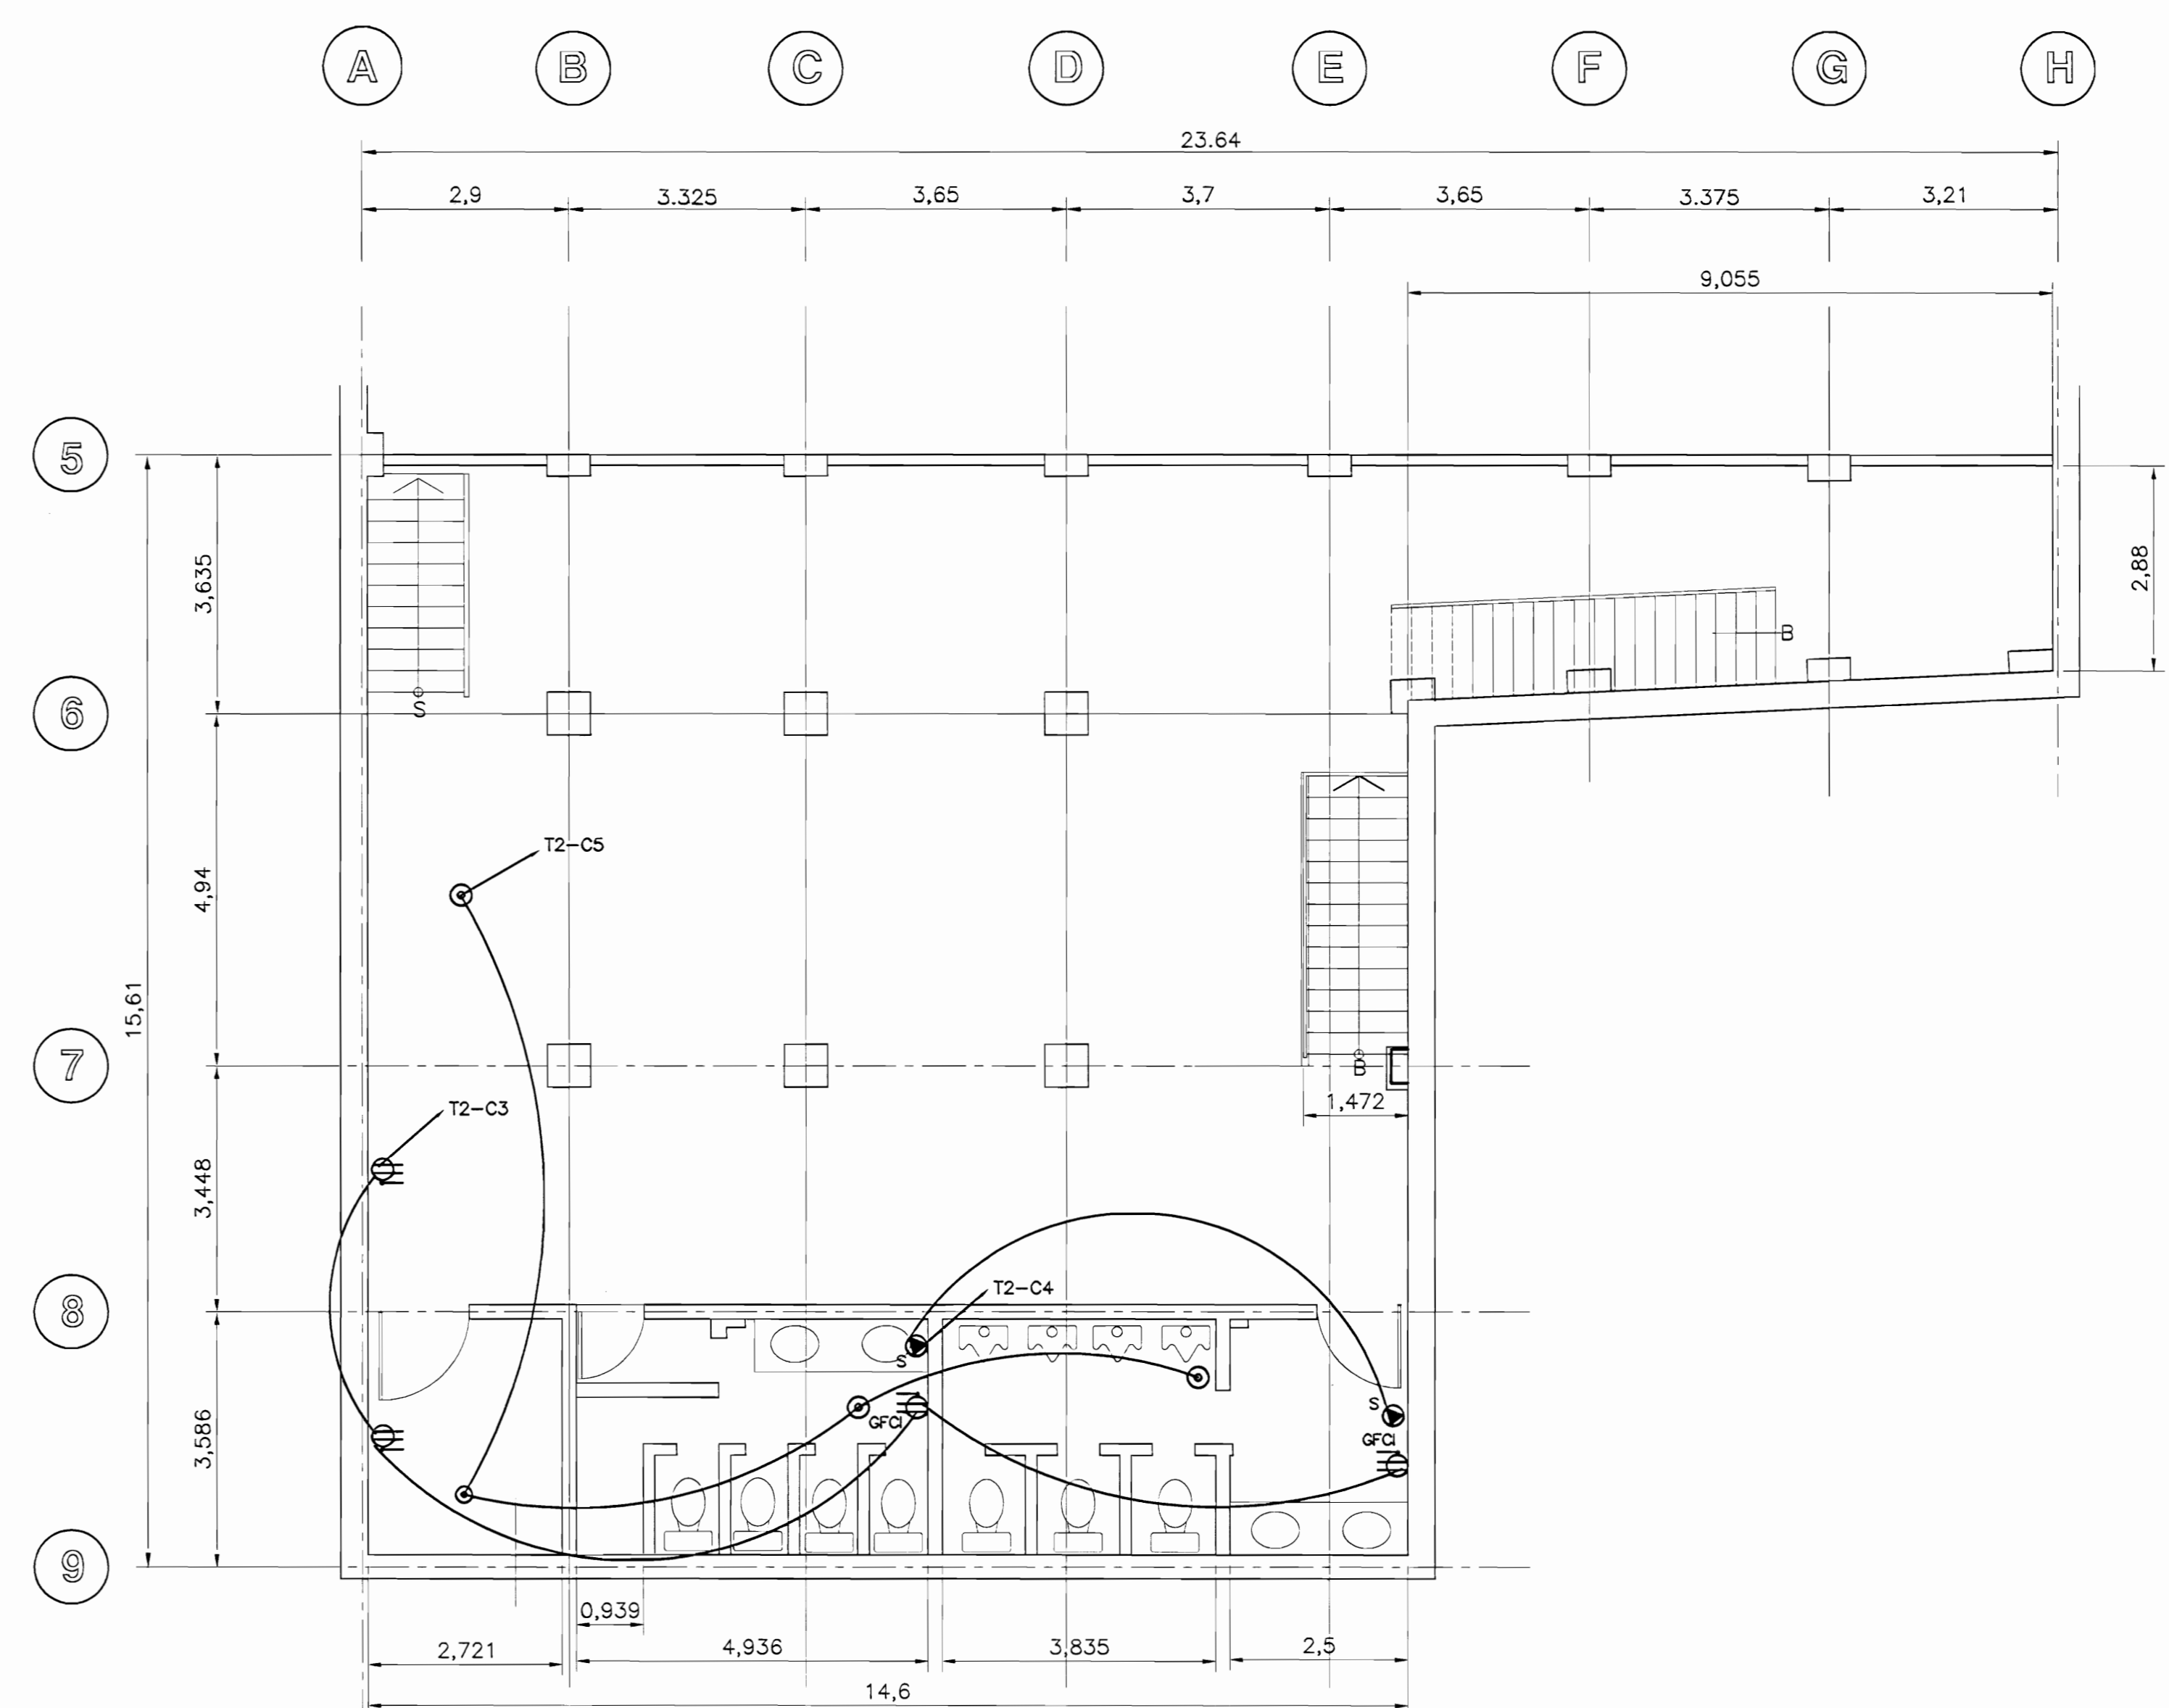 A B C D E F G H
23.64
2,9 3.325 3,65 3,7 3,65 3.375 3,21
9,055
5
3,635
2,88
B
6
S
T2-C5
4,94
15,61
7
B
1,472
T2-C3
3,448
T2-C4
8
S
S
GFCI
GFCI
3,586
9
0,939
2,721 4,936 3,835 2,5
14,6